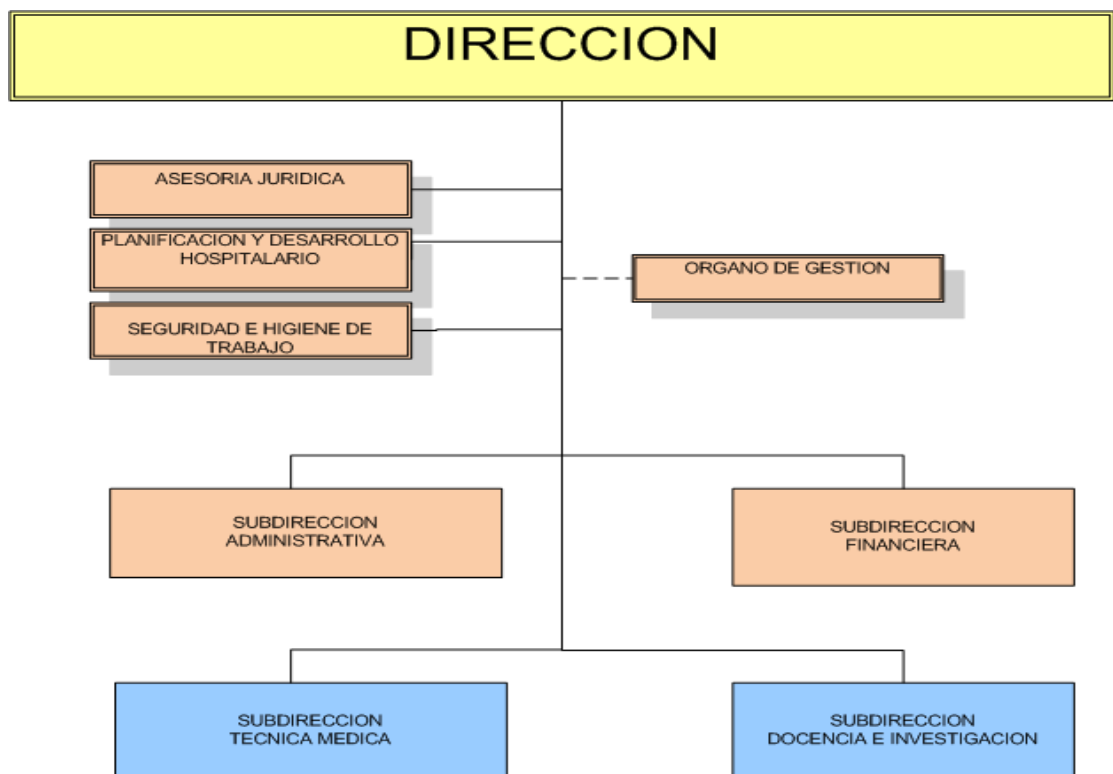 DIRECCION
ASESORIA JURIDICA
PLANIFICACION Y DESARROLLO
HOSPITALARIO
ORGANO DE GESTION
SEGURIDAD E HIGIENE DE
TRABAJO
SUBDIRECCION
ADMINISTRATIVA
SUBDIRECCION
FINANCIERA
SUBDIRECCION
TECNICA MEDICA
SUBDIRECCION
DOCENCIA E INVESTIGACION